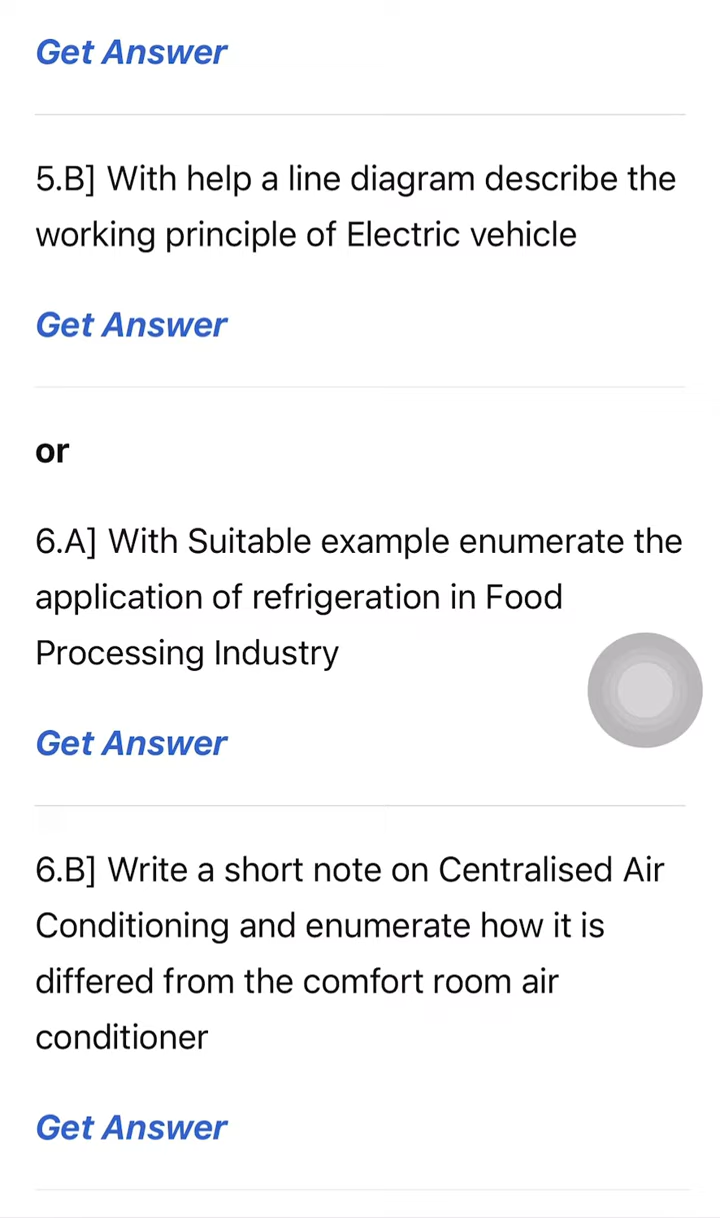 Get Answer
5.B] With help a line diagram describe the
working principle of Electric vehicle
Get Answer
or
6.A] With Suitable example enumerate the
application of refrigeration in Food
Processing Industry
Get Answer
6.B] Write a short note on Centralised Air
Conditioning and enumerate how it is
differed from the comfort room air
conditioner
Get Answer